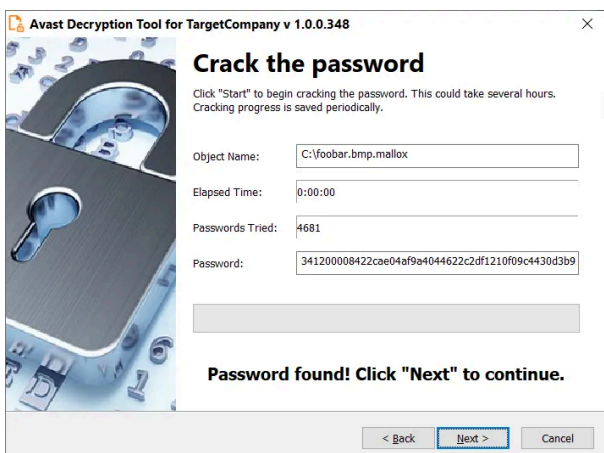 Avast Decryption Tool for TargetCompany v 1.0.0.348
Crack the password
Click "Start" to begin cracking the password. This could take several hours.
Cracking progress is saved periodically.
Object Name: C:\foobar.bmp.mallox
Elapsed Time: 0:00:00
Passwords Tried: 4681
Password: 341200008422cae04af9a4044622c2df1210f09c4430d3b9
Password found! Click "Next" to continue.
< Back Next > Cancel